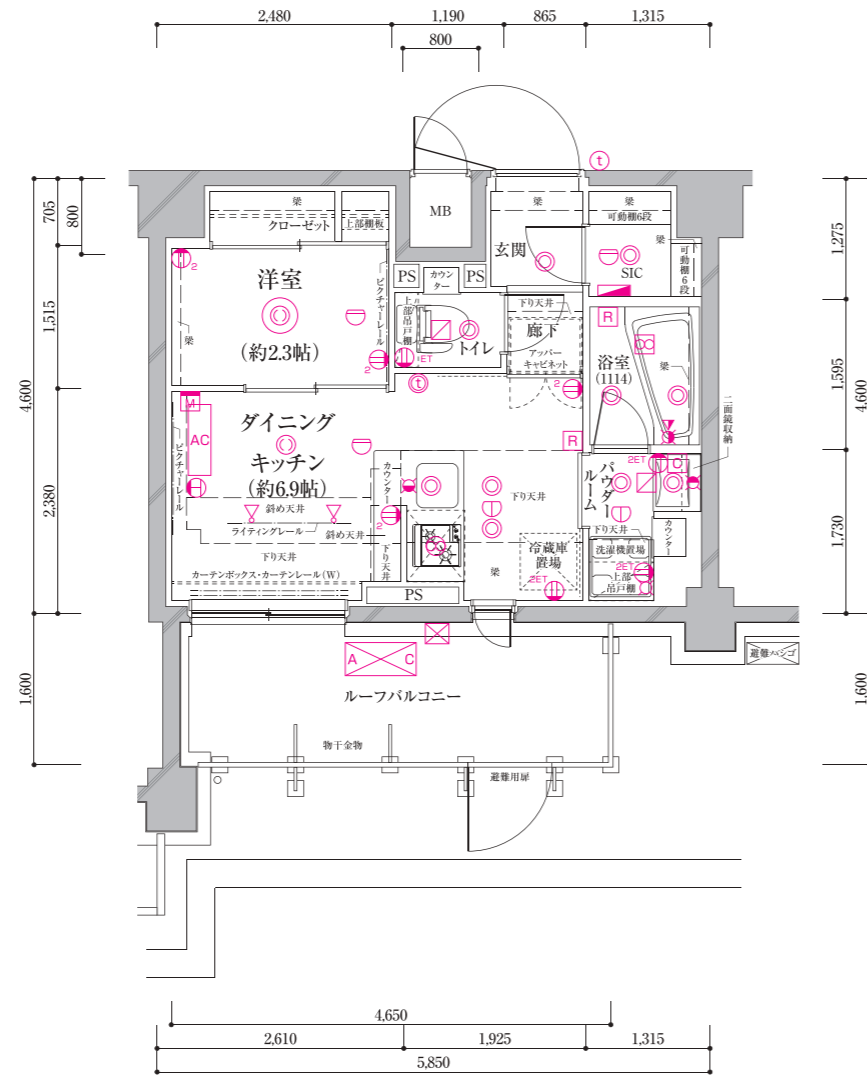 2,480
1,190
865
1,315
800
4,600
705
800
1,515
2,380
1,600
1,275
1,595
4,600
1,730
1,600
t
MB
梁
クローゼット
上部棚板
梁
玄関
梁
可動棚6段
梁
SIC
可動棚6段
2
洋室
(約2.3帖)
梁
ピクチャーレール
2
PS
カウンター
PS
上部吊戸棚
トイレ
ET
t
下り天井
廊下
アッパーキャビネット
2
R
浴室
(1114)
梁
二面鏡収納
M
AC
ピクチャーレール
ダイニング
キッチン
(約6.9帖)
斜め天井
ライティングレール
斜め天井
下り天井
カーテンボックス・カーテンレール(W)
カウンター
2
下り天井
R
下り天井
梁
冷蔵庫置場
2ET
PS
2ET
パウダールーム
カウンター
下り天井
洗濯機置場
2ET
上部吊戸棚
A C
ルーフバルコニー
物干金物
避難用扉
避難ハシゴ
4,650
2,610
1,925
1,315
5,850